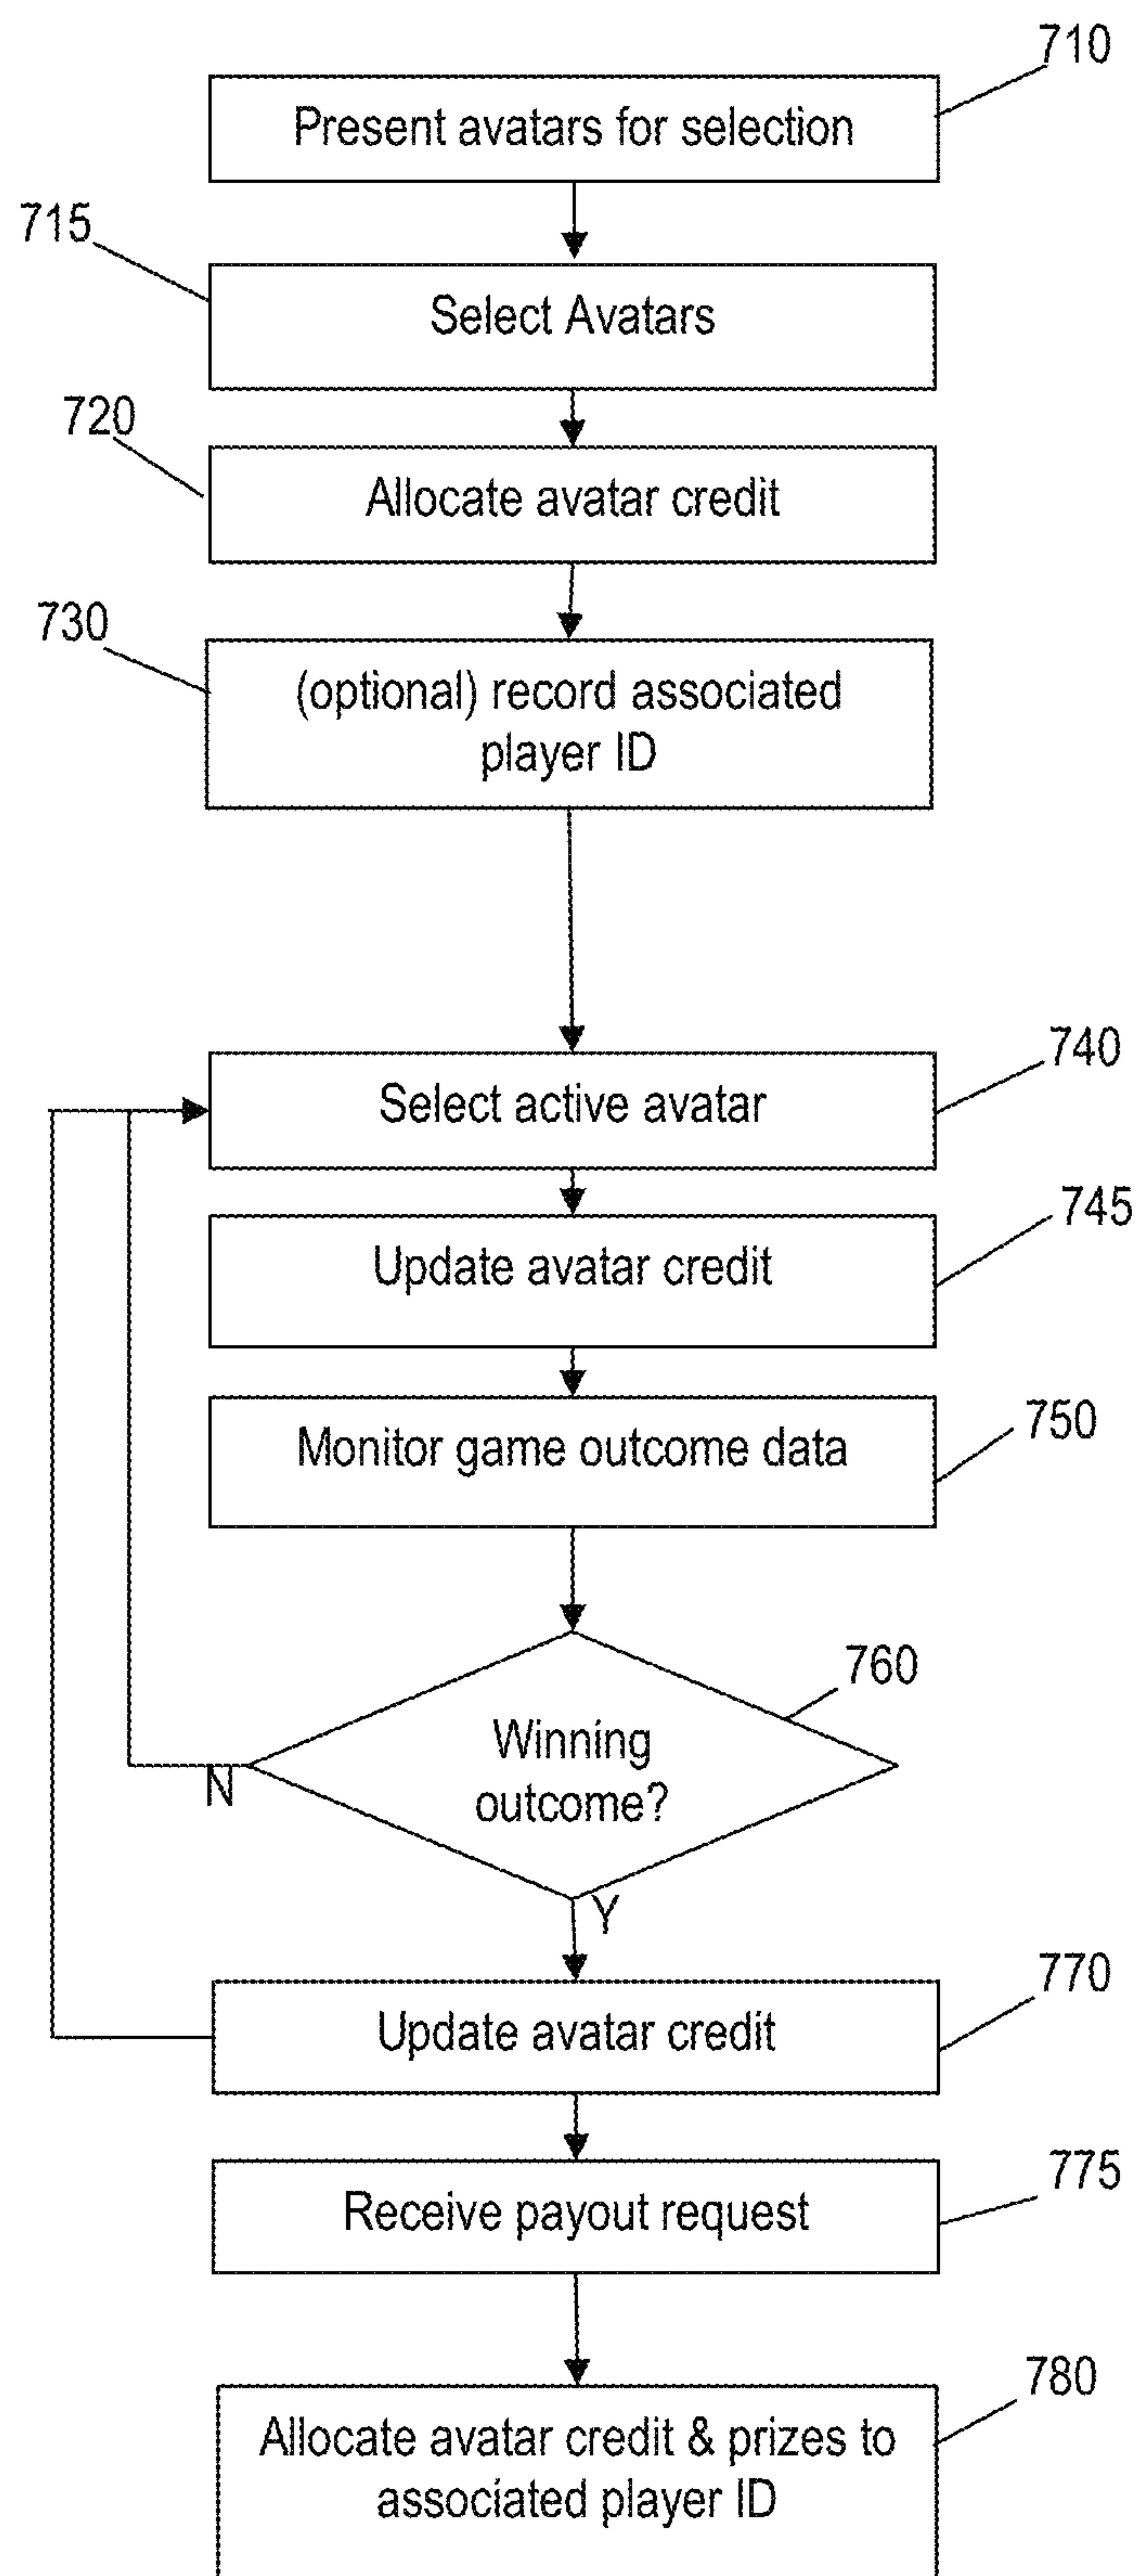 710
Present avatars for selection
715
Select Avatars
720
Allocate avatar credit
730
(optional) record associated
player ID
740
Select active avatar
745
Update avatar credit
750
Monitor game outcome data
760
Winning
outcome?
N
Y
770
Update avatar credit
775
Receive payout request
780
Allocate avatar credit & prizes to
associated player ID